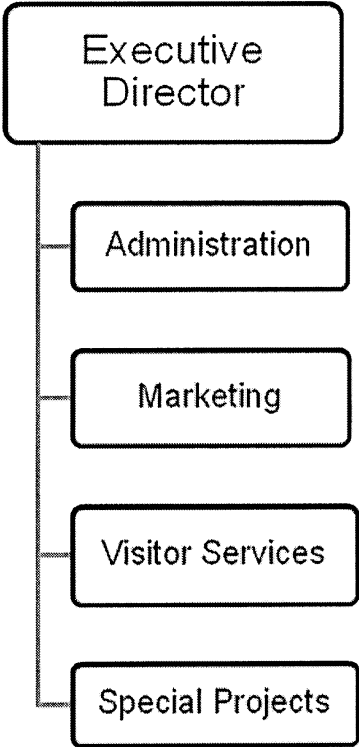 Executive
Director
Administration
Marketing
Visitor Services
Special Projects